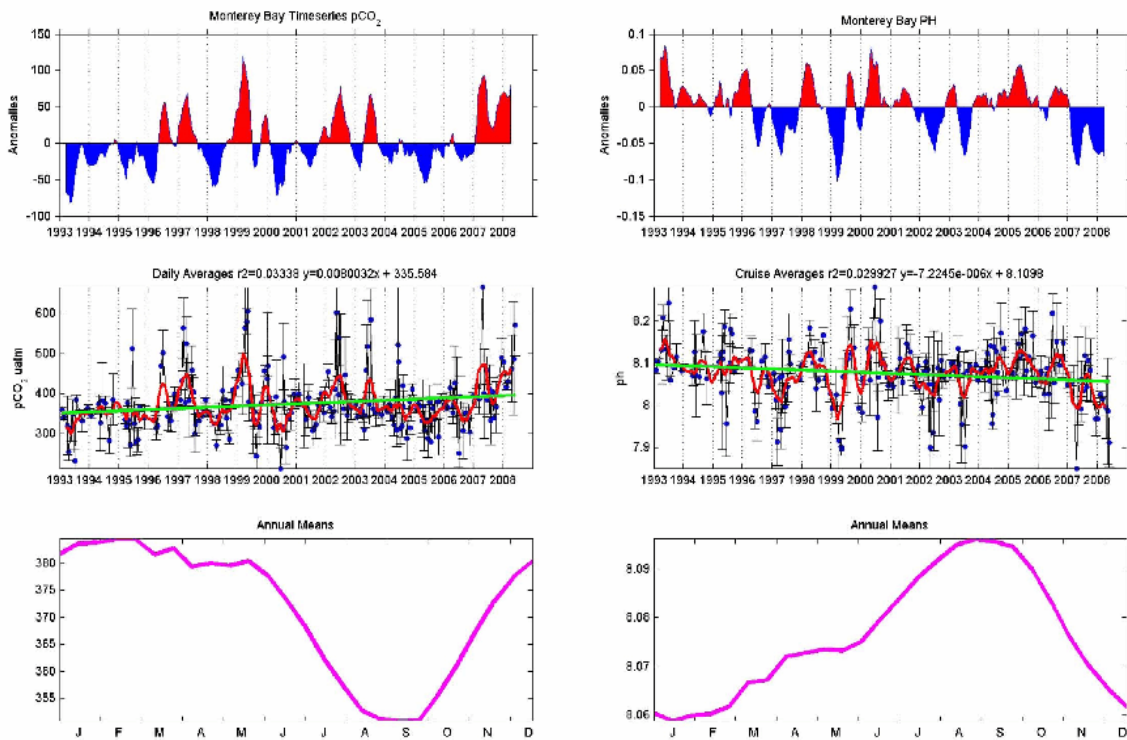 Monterey Bay Timeseries pCO₂
Anomalies
150
100
50
0
-50
-100
1993 1994 1995 1996 1997 1998 1999 2000 2001 2002 2003 2004 2005 2006 2007 2008
Monterey Bay PH
Anomalies
0.1
0.05
0
-0.05
-0.1
-0.15
1993 1994 1995 1996 1997 1998 1999 2000 2001 2002 2003 2004 2005 2006 2007 2008
Daily Averages r2=0.03338 y=0.0080032x + 335.584
pCO₂ uatm
600
500
400
300
1993 1994 1995 1996 1997 1998 1999 2000 2001 2002 2003 2004 2005 2006 2007 2008
Cruise Averages r2=0.029927 y=-7.2245e-006x + 8.1098
ph
8.2
8.1
8
7.9
1993 1994 1995 1996 1997 1998 1999 2000 2001 2002 2003 2004 2005 2006 2007 2008
Annual Means
380
375
370
365
360
355
J F M A M J J A S O N D
Annual Means
8.09
8.08
8.07
8.06
J F M A M J J A S O N D